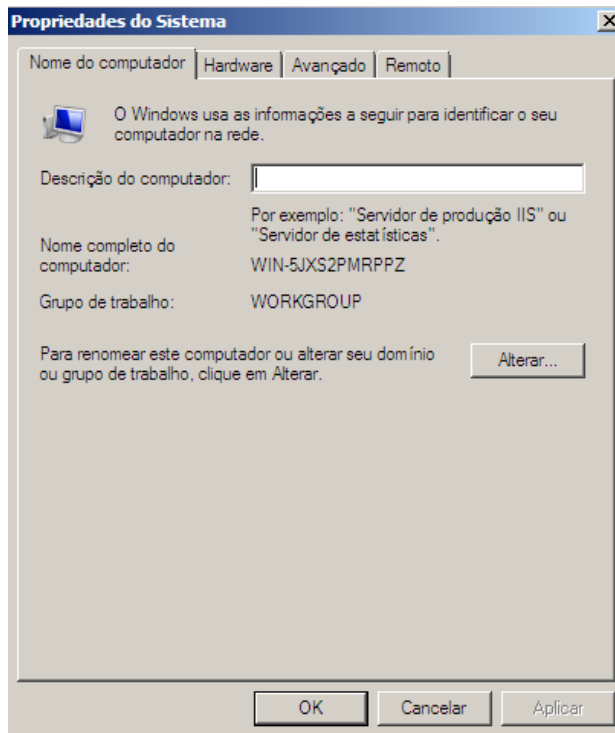 Propriedades do Sistema
Nome do computador Hardware Avançado Remoto
O Windows usa as informações a seguir para identificar o seu
computador na rede.
Descrição do computador:
Por exemplo: "Servidor de produção IIS" ou
"Servidor de estatísticas".
Nome completo do
computador:
WIN-5JXS2PMRPPZ
Grupo de trabalho: WORKGROUP
Para renomear este computador ou alterar seu domínio
ou grupo de trabalho, clique em Alterar.
Alterar...
OK Cancelar Aplicar